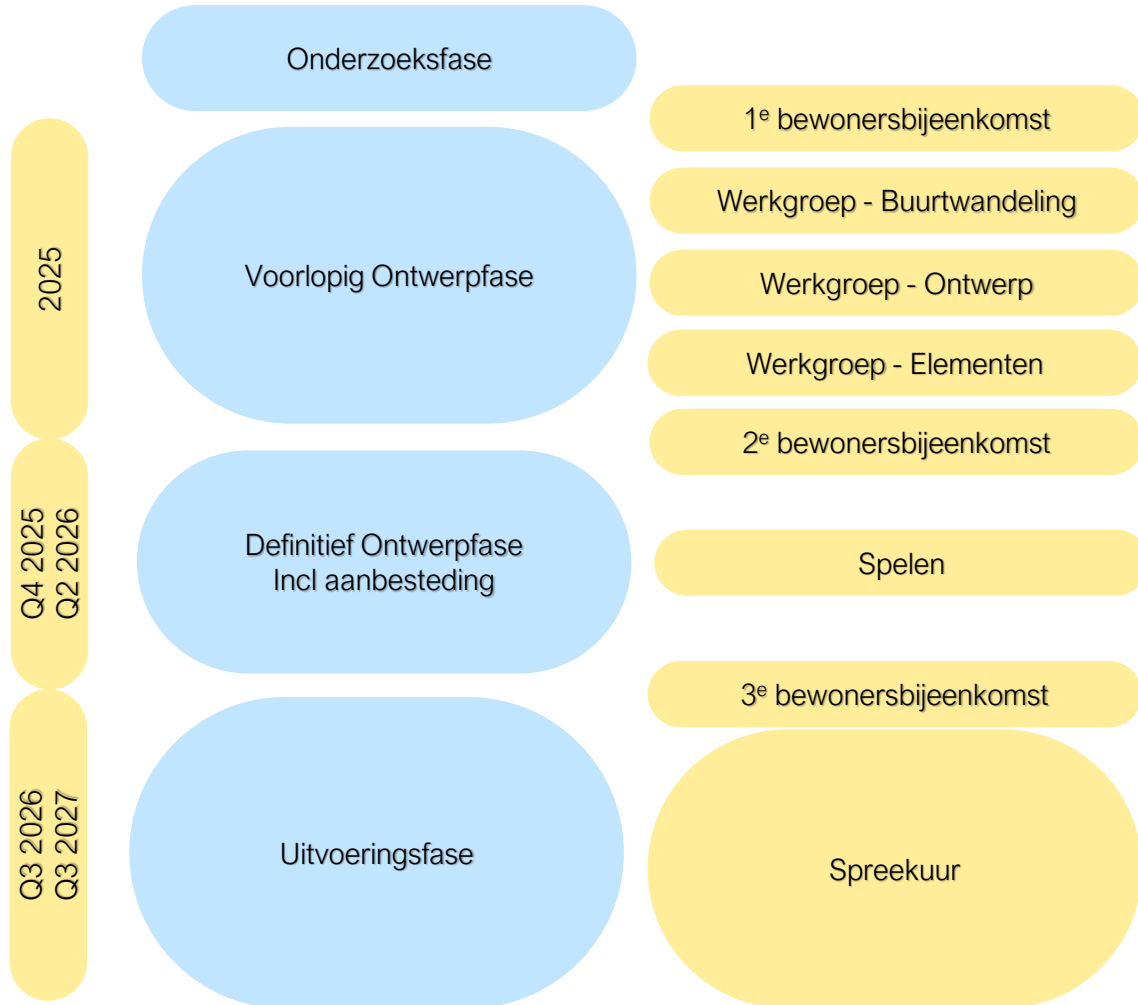 Onderzoeksfase
1e bewonersbijeenkomst
2025
Voorlopig Ontwerpfase
Werkgroep - Buurtwandeling
Werkgroep - Ontwerp
Werkgroep - Elementen
2e bewonersbijeenkomst
Q4 2025
Q2 2026
Definitief Ontwerpfase
Incl aanbesteding
Spelen
3e bewonersbijeenkomst
Q3 2026
Q3 2027
Uitvoeringsfase
Spreekuur